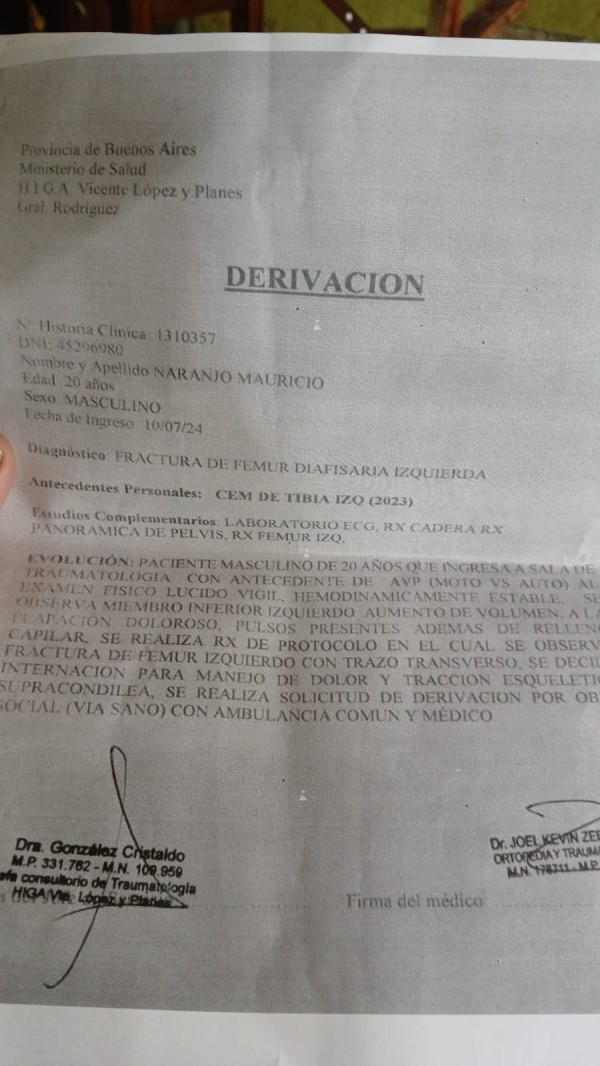 Provincia de Buenos Aires
Ministerio de Salud
H I G A Vicente López y Planes
Gral. Rodriguez
DERIVACION
N° Historia Clinica 1310357
DNI: 45296980
Nombre y Apellido NARANJO MAURICIO
Edad 20 años
Sexo MASCULINO
Fecha de Ingreso 10/07/24
Diagnóstico: FRACTURA DE FEMUR DIAFISARIA IZQUIERDA
Antecedentes Personales: CEM DE TIBIA IZQ (2023)
Estudios Complementarios: LABORATORIO ECG, RX CADERA RX
PANORAMICA DE PELVIS, RX FEMUR IZQ,
EVOLUCIÓN: PACIENTE MASCULINO DE 20 AÑOS QUE INGRESA A SALA DE
TRAUMATOLOGIA CON ANTECEDENTE DE AVP (MOTO VS AUTO) AL
EXAMEN FISICO LUCIDO VIGIL, HEMODINAMICAMENTE ESTABLE, SE
OBSERVA MIEMBRO INFERIOR IZQUIERDO AUMENTO DE VOLUMEN, A LA
PLAPACIÓN DOLOROSO, PULSOS PRESENTES ADEMAS DE RELLENO
CAPILAR, SE REALIZA RX DE PROTOCOLO EN EL CUAL SE OBSERV
FRACTURA DE FEMUR IZQUIERDO CON TRAZO TRANSVERSO, SE DECID
INTERNACION PARA MANEJO DE DOLOR Y TRACCION ESQUELETIC
SUPRACONDILEA, SE REALIZA SOLICITUD DE DERIVACION POR OB
SOCIAL (VIA SANO) CON AMBULANCIA COMUN Y MÉDICO
Dra. González Cristaldo
M.P. 331.762 - M.N. 109.959
efa consultorio de Traumatología
HIGA Vte. López y Planes
Dr. JOEL KEVIN ZEB
ORTOPEDIA Y TRAUMA
M.N. 178711 - M.P.
Firma del médico